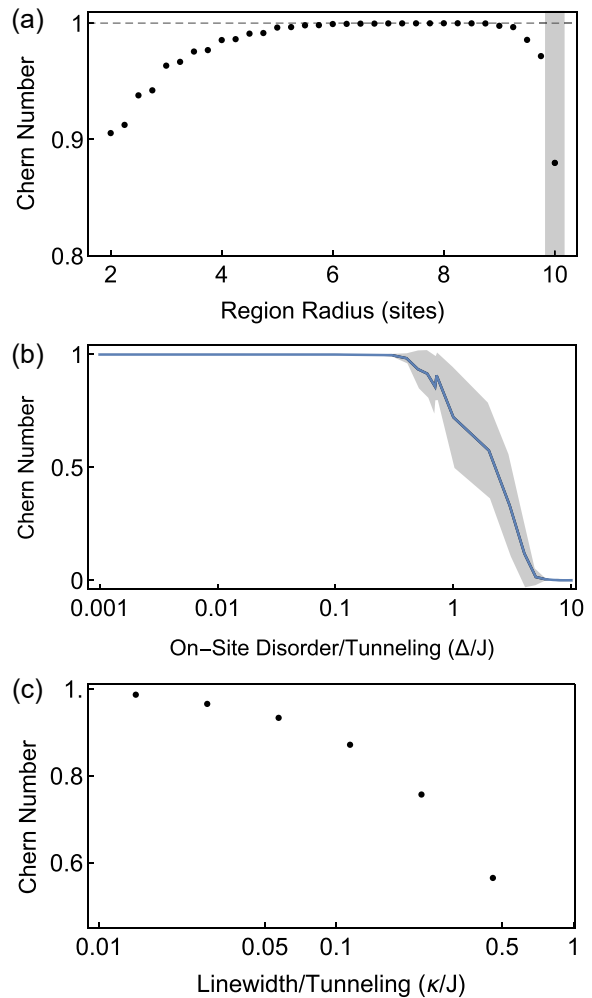 (a)
1
0.9
0.8
Chern Number
2 4 6 8 10
Region Radius (sites)
(b)
1
0.5
0
Chern Number
0.001 0.01 0.1 1 10
On-Site Disorder/Tunneling (Δ/J)
(c)
1.
0.8
0.6
Chern Number
0.01 0.05 0.1 0.5 1
Linewidth/Tunneling (κ/J)